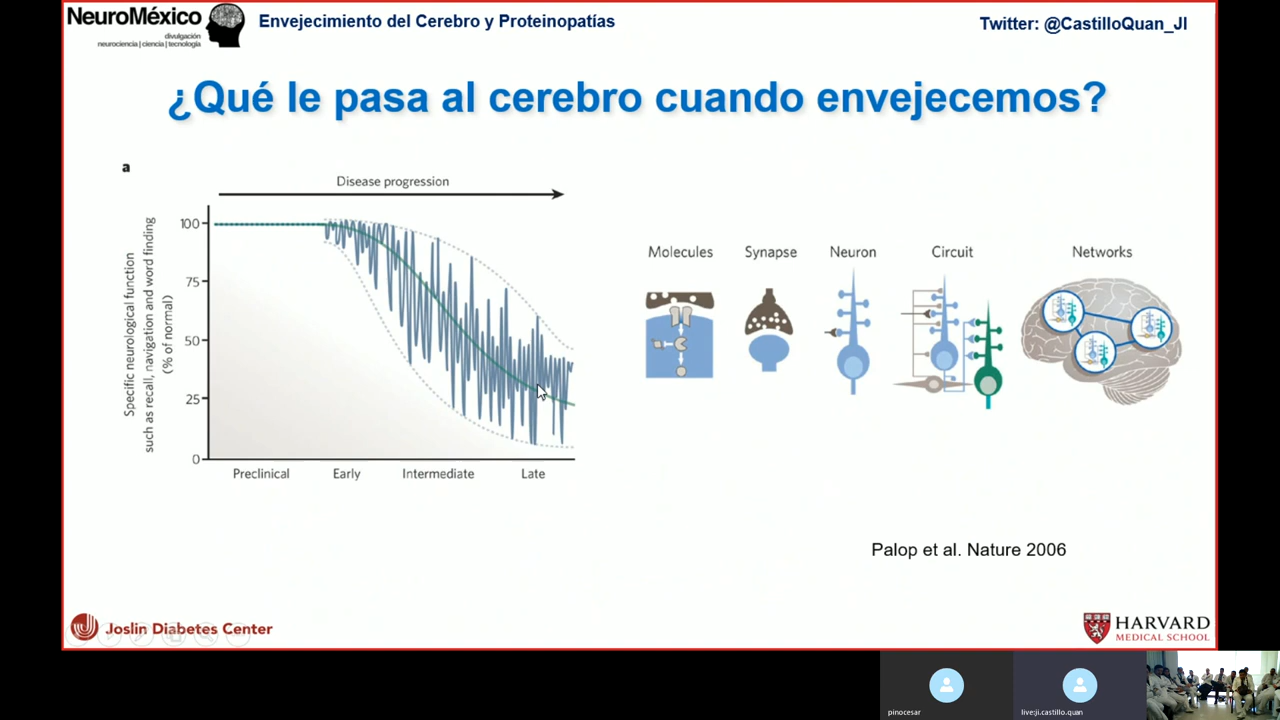 NeuroMéxico
divulgación
neurociencia | ciencia | tecnología
Envejecimiento del Cerebro y Proteinopatías
Twitter: @CastilloQuan_JI
¿Qué le pasa al cerebro cuando envejecemos?
a
Disease progression
Specific neurological function
such as recall, navigation and word finding
(% of normal)
100
75
50
25
0
Preclinical
Early
Intermediate
Late
Molecules
Synapse
Neuron
Circuit
Networks
Palop et al. Nature 2006
Joslin Diabetes Center
HARVARD
MEDICAL SCHOOL
pinocesar
live:ji.castillo.quan